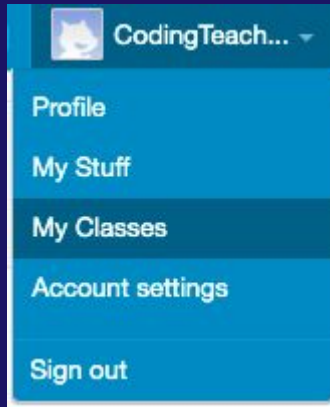 CodingTeach...
Profile
My Stuff
My Classes
Account settings
Sign out